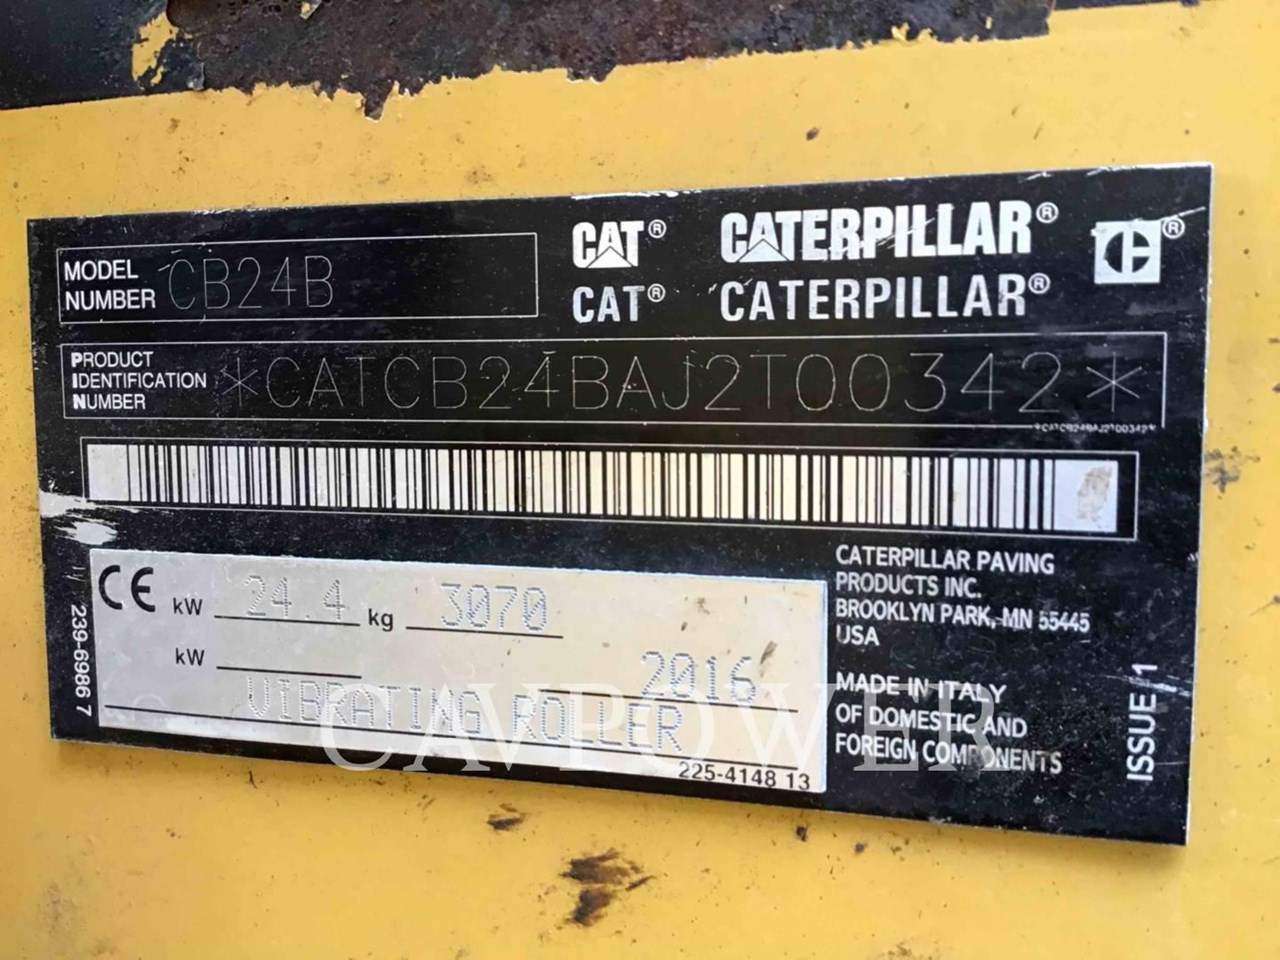 MODEL NUMBER CB24B
CAT® CATERPILLAR® CE®
CAT® CATERPILLAR®
PRODUCT IDENTIFICATION NUMBER *CATCB24BAJ2T00342*
*CATCB24BAJ2T00342*
CE kW 24.4 kg 3070
kW 2016
VIBRATING ROLLER
225-4148 13
239-6986 7
CATERPILLAR PAVING
PRODUCTS INC.
BROOKLYN PARK, MN 55445
USA
MADE IN ITALY
OF DOMESTIC AND
FOREIGN COMPONENTS
ISSUE 1
CAVPOWER